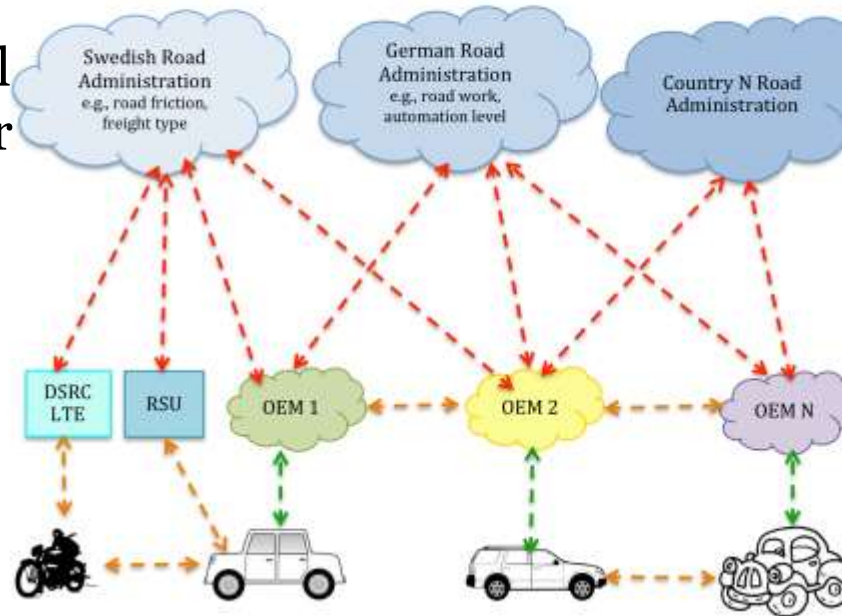 l
r
Swedish Road
Administration
e.g., road friction,
freight type
German Road
Administration
e.g., road work,
automation level
Country N Road
Administration
DSRC
LTE
RSU
OEM 1
OEM 2
OEM N